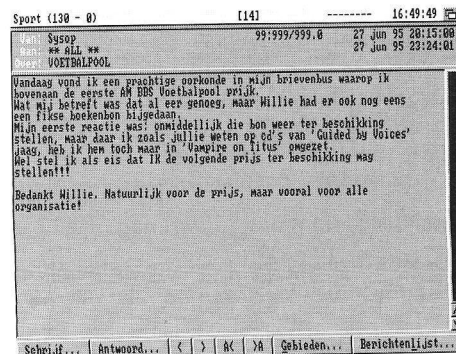 Sport (130 - 0) [14] -------- 16:49:49
Van: Sysop 99:999/999.0 27 jun 95 20:15:00
Aan: ** ALL ** 27 jun 95 23:24:01
Over: VOETBALPOOL
Vandaag vond ik een prachtige oorkonde in mijn brievenbus waarop ik
bovenaan de eerste AM BBS Voetbalpool prijk.
Wat mij betreft was dat al eer genoeg, maar Willie had er ook nog eens
een fikse boekenbon bijgedaan.
Mijn eerste reactie was: onmiddellijk die bon weer ter beschikking
stellen, maar daar ik zoals jullie weten op cd's van 'Guided by Voices'
jaag, heb ik hem toch maar in 'Vampire on Titus' omgezet.
Wel stel ik als eis dat IK de volgende prijs ter beschikking mag
stellen!!!
Bedankt Willie. Natuurlijk voor de prijs, maar vooral voor alle
organisatie!
Schrijf... Antwoord... < > A< >A Gebieden... Berichtenlijst...